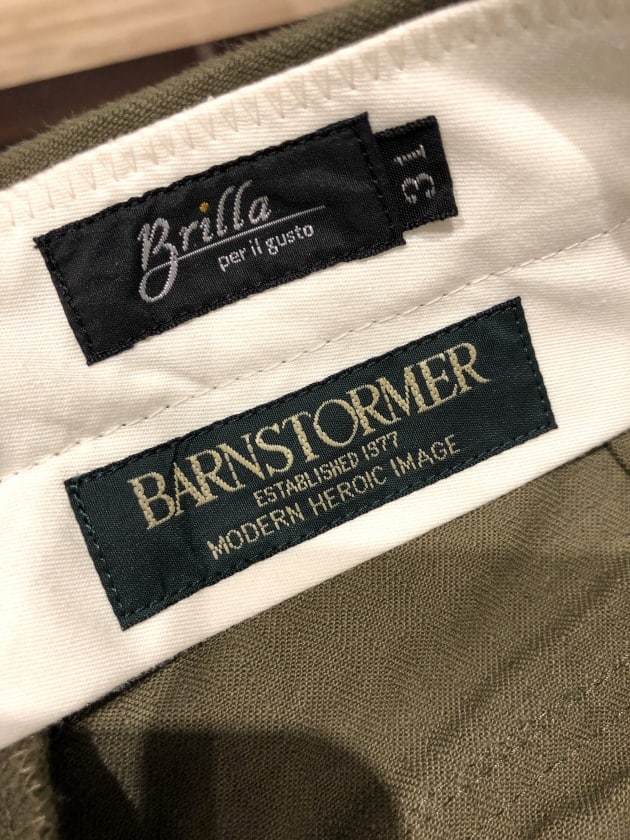 Brilla
per il gusto
31
BARNSTORMER
ESTABLISHED 1977
MODERN HEROIC IMAGE